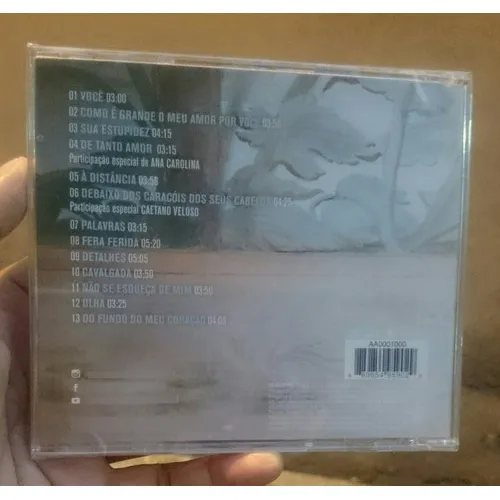 01 VOCÊ 03:00
02 COMO É GRANDE O MEU AMOR POR VOCÊ 03:50
03 SUA ESTUPIDEZ 04:15
04 DE TANTO AMOR 03:15
Participação especial de ANA CAROLINA
05 À DISTÂNCIA 03:50
06 DEBAIXO DOS CARACÓIS DOS SEUS CABELOS 04:25
Participação especial CAETANO VELOSO
07 PALAVRAS 03:15
08 FERA FERIDA 05:20
09 DETALHES 05:05
10 CAVALGADA 03:50
11 NÃO SE ESQUEÇA DE MIM 03:50
12 OLHA 03:25
13 DO FUNDO DO MEU CORAÇÃO
AA0001000